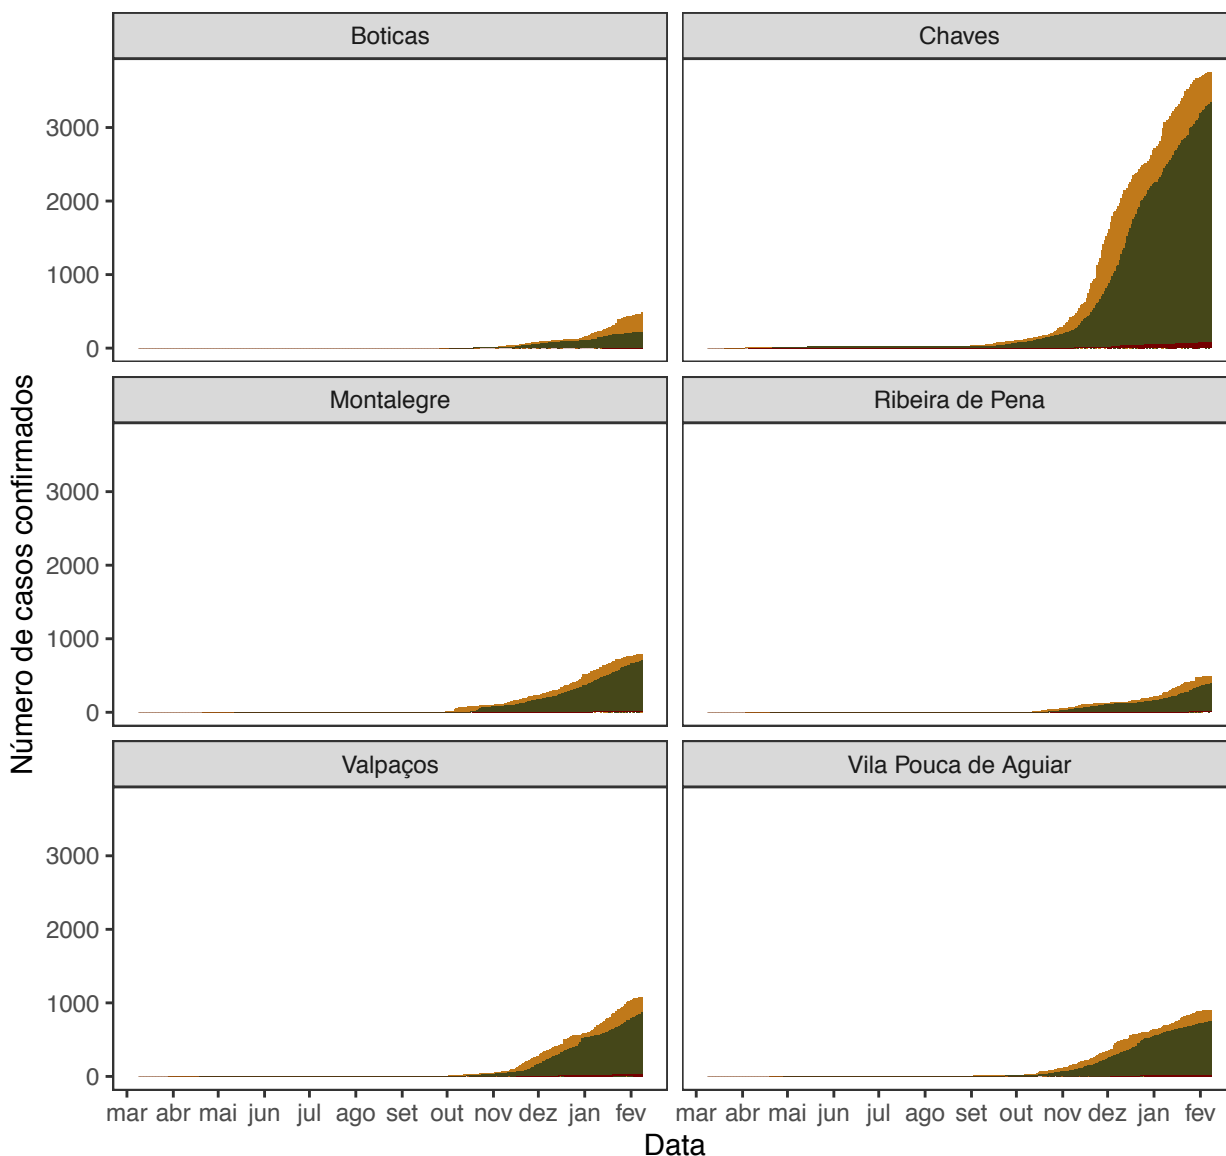 Boticas
Chaves
3000
2000
1000
0
Montalegre
Ribeira de Pena
3000
2000
1000
0
Valpaços
Vila Pouca de Aguiar
3000
2000
1000
0
mar abr mai jun jul ago set out nov dez jan fev
mar abr mai jun jul ago set out nov dez jan fev
Data
Número de casos confirmados